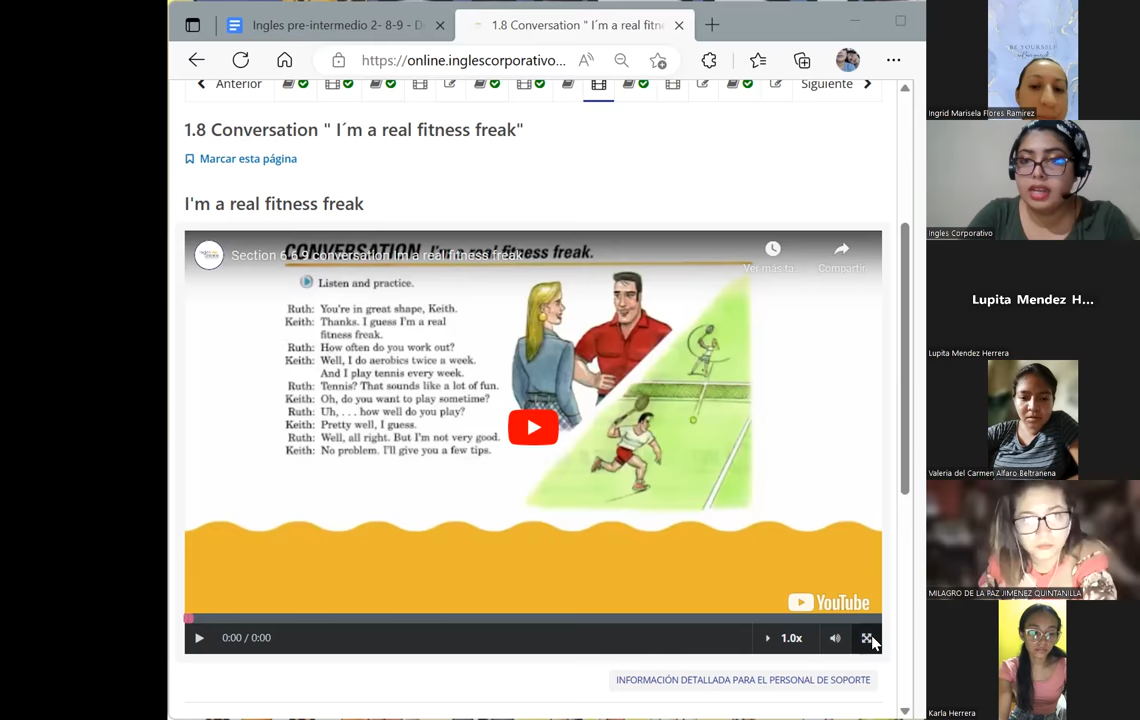 Ingles pre-intermedio 2- 8-9 - D
1.8 Conversation " I´m a real fitn
https://online.inglescorporativo...
Anterior
Siguiente
1.8 Conversation " I´m a real fitness freak"
Marcar esta página
I'm a real fitness freak
CONVERSATION I'm a real fitness freak.
Section 6 6 9 conversation Im a real fitness freak
Ver más ta...
Compartir
Listen and practice.
Ruth: You're in great shape, Keith.
Keith: Thanks. I guess I'm a real
fitness freak.
Ruth: How often do you work out?
Keith: Well, I do aerobics twice a week.
And I play tennis every week.
Ruth: Tennis? That sounds like a lot of fun.
Keith: Oh, do you want to play sometime?
Ruth: Uh, . . . how well do you play?
Keith: Pretty well, I guess.
Ruth: Well, all right. But I'm not very good.
Keith: No problem. I'll give you a few tips.
YouTube
0:00 / 0:00
1.0x
INFORMACIÓN DETALLADA PARA EL PERSONAL DE SOPORTE
BE YOURSELF
Ingrid Marisela Flores Ramirez
Ingles Corporativo
Lupita Mendez H...
Lupita Mendez Herrera
Valeria del Carmen Alfaro Beltranena
MILAGRO DE LA PAZ JIMENEZ QUINTANILLA
Karla Herrera